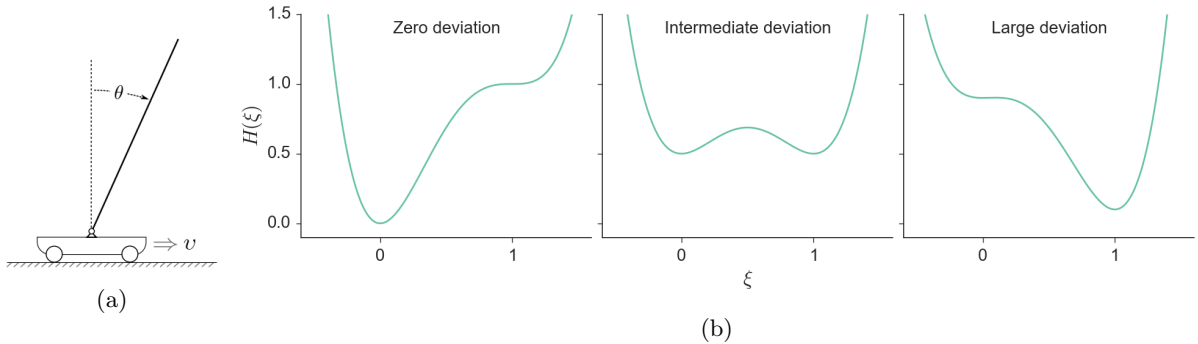 θ
⇒ v
(a)
Zero deviation
Intermediate deviation
Large deviation
H(ξ)
1.5
1.0
0.5
0.0
0 1
0 1
0 1
ξ
(b)